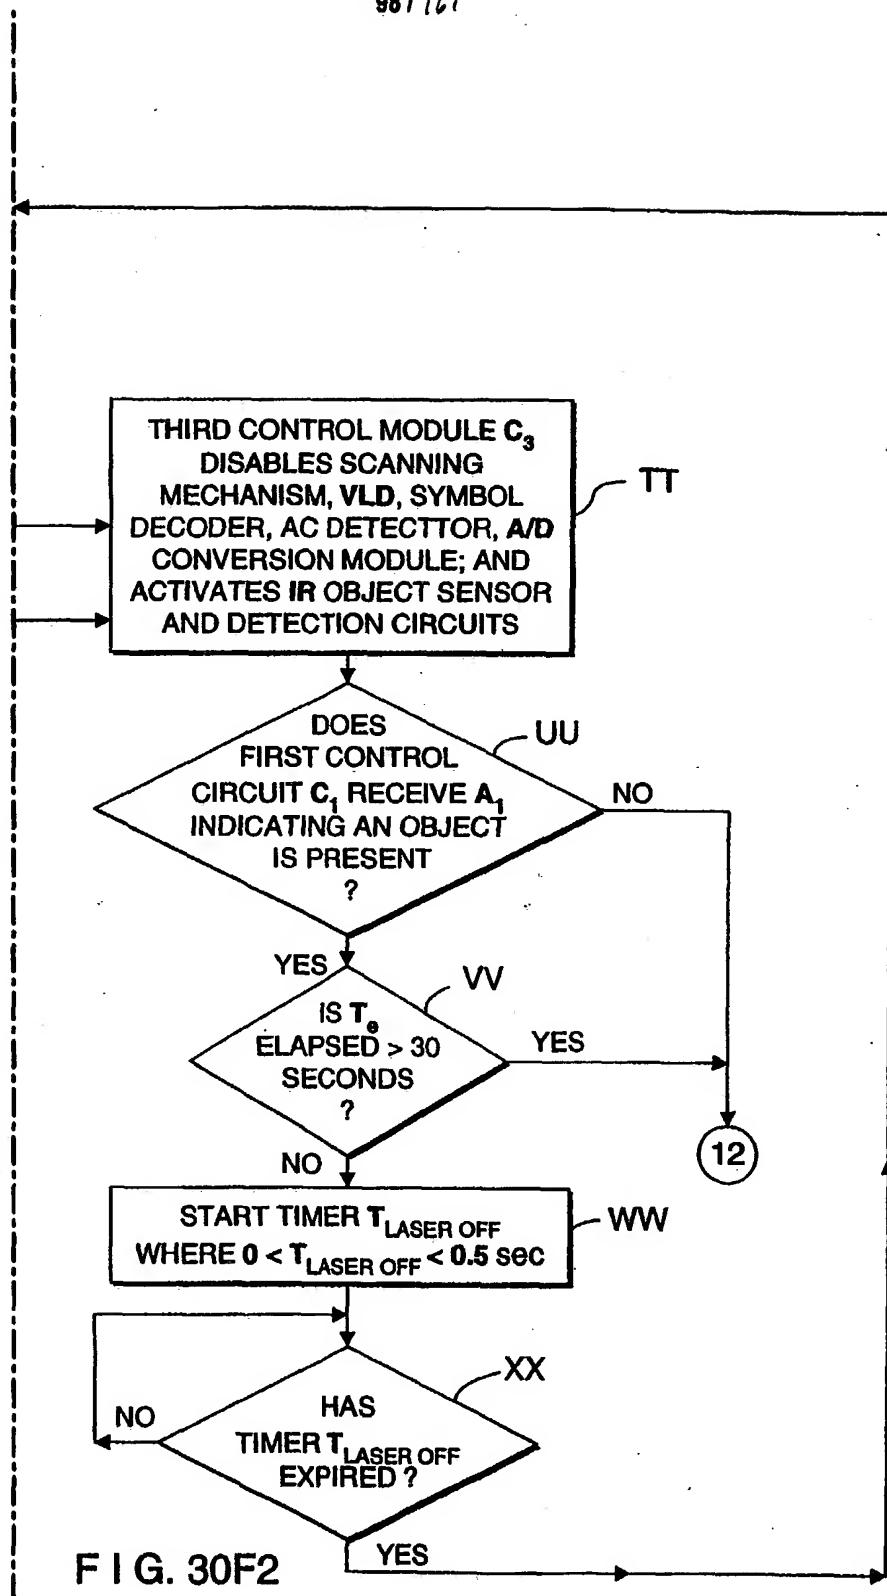 THIRD CONTROL MODULE C3
DISABLES SCANNING
MECHANISM, VLD, SYMBOL
DECODER, AC DETECTTOR, A/D
CONVERSION MODULE; AND
ACTIVATES IR OBJECT SENSOR
AND DETECTION CIRCUITS
TT
DOES
FIRST CONTROL
CIRCUIT C1 RECEIVE A1
INDICATING AN OBJECT
IS PRESENT
?
UU
NO
YES
VV
IS Te
ELAPSED > 30
SECONDS
?
YES
12
NO
START TIMER TLASER OFF
WHERE 0 < TLASER OFF < 0.5 sec
WW
XX
HAS
TIMER TLASER OFF
EXPIRED ?
NO
YES
FIG. 30F2